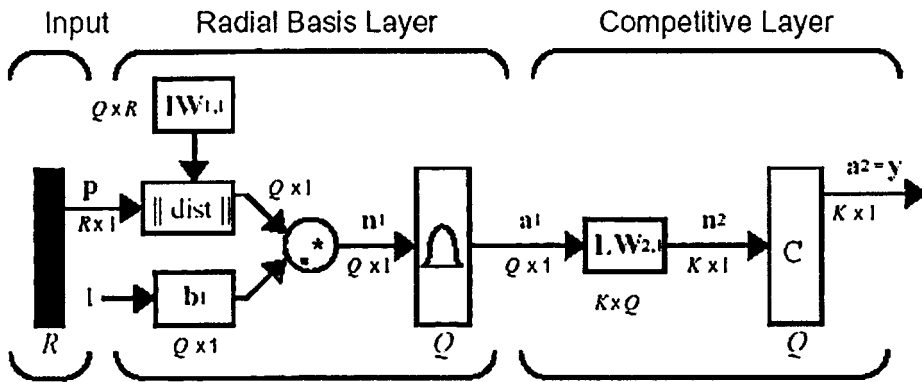 Input
Radial Basis Layer
Competitive Layer
Q×R
IW1,1
p
R×1
|| dist ||
Q×1
.*
n1
Q×1
a1
Q×1
LW2,1
K×Q
n2
K×1
C
a2=y
K×1
1
b1
Q×1
R
Q
Q